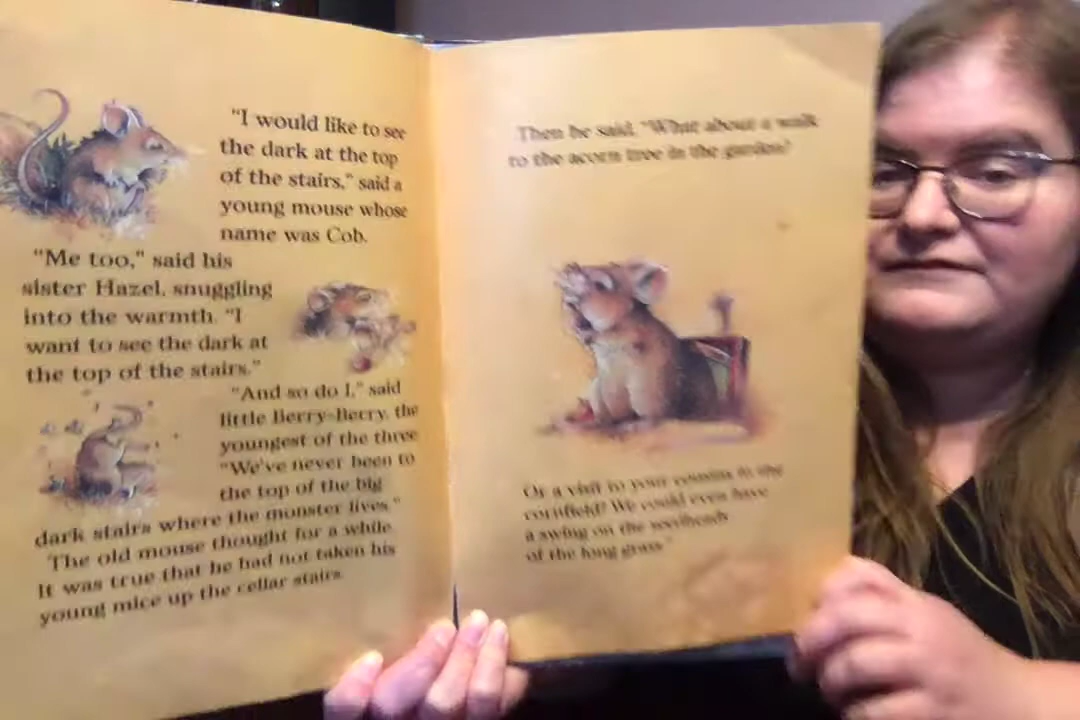 "I would like to see
the dark at the top
of the stairs," said a
young mouse whose
name was Cob.
"Me too," said his
sister Hazel, snuggling
into the warmth. "I
want to see the dark at
the top of the stairs."
"And so do I," said
little Berry-Berry, the
youngest of the three.
"We've never been to
the top of the big
dark stairs where the monster lives."
The old mouse thought for a while.
It was true that he had not taken his
young mice up the cellar stairs.
Then he said, "What about a walk
to the acorn tree in the garden?
Or a visit to your cousins in the
cornfield? We could even have
a swing on the seedheads
of the long grass."